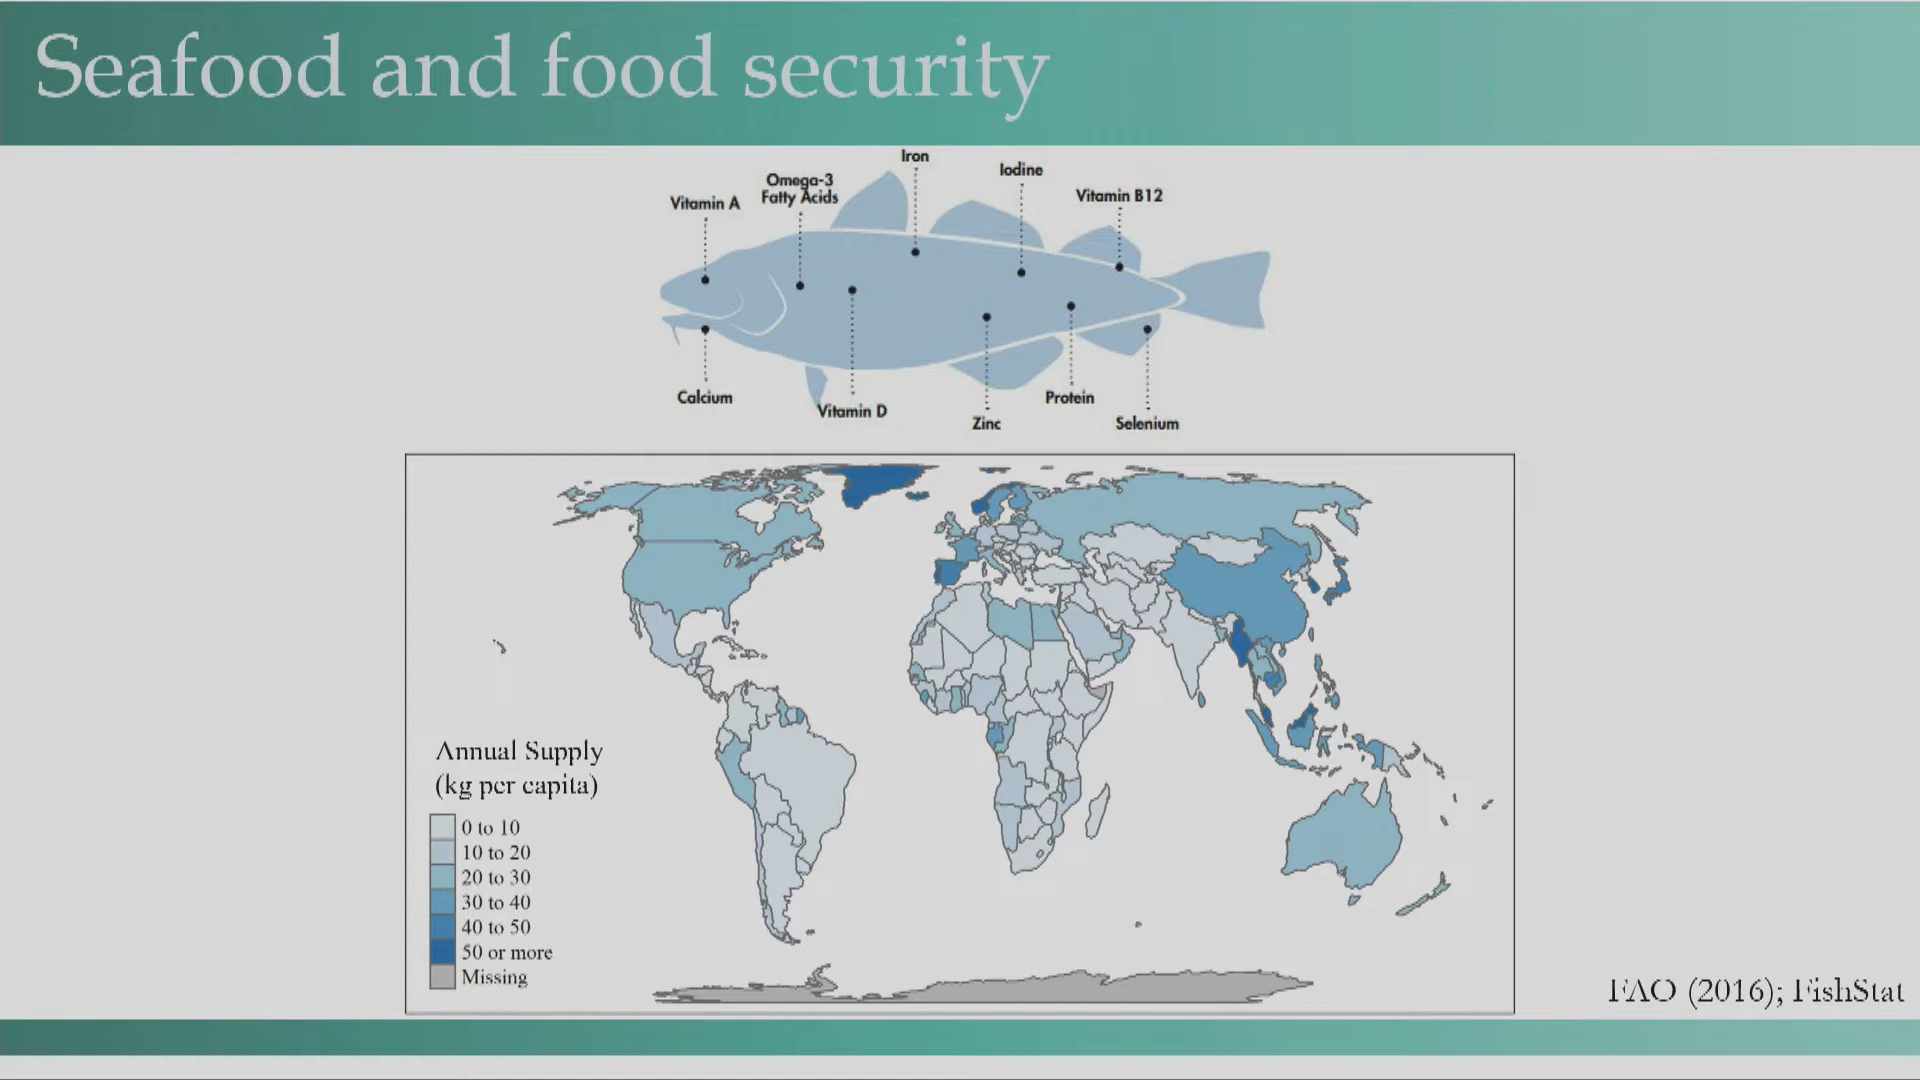 Seafood and food security
Iron
Iodine
Omega-3
Fatty Acids
Vitamin A
Vitamin B12
Calcium
Vitamin D
Zinc
Protein
Selenium
Annual Supply
(kg per capita)
0 to 10
10 to 20
20 to 30
30 to 40
40 to 50
50 or more
Missing
FAO (2016); FishStat